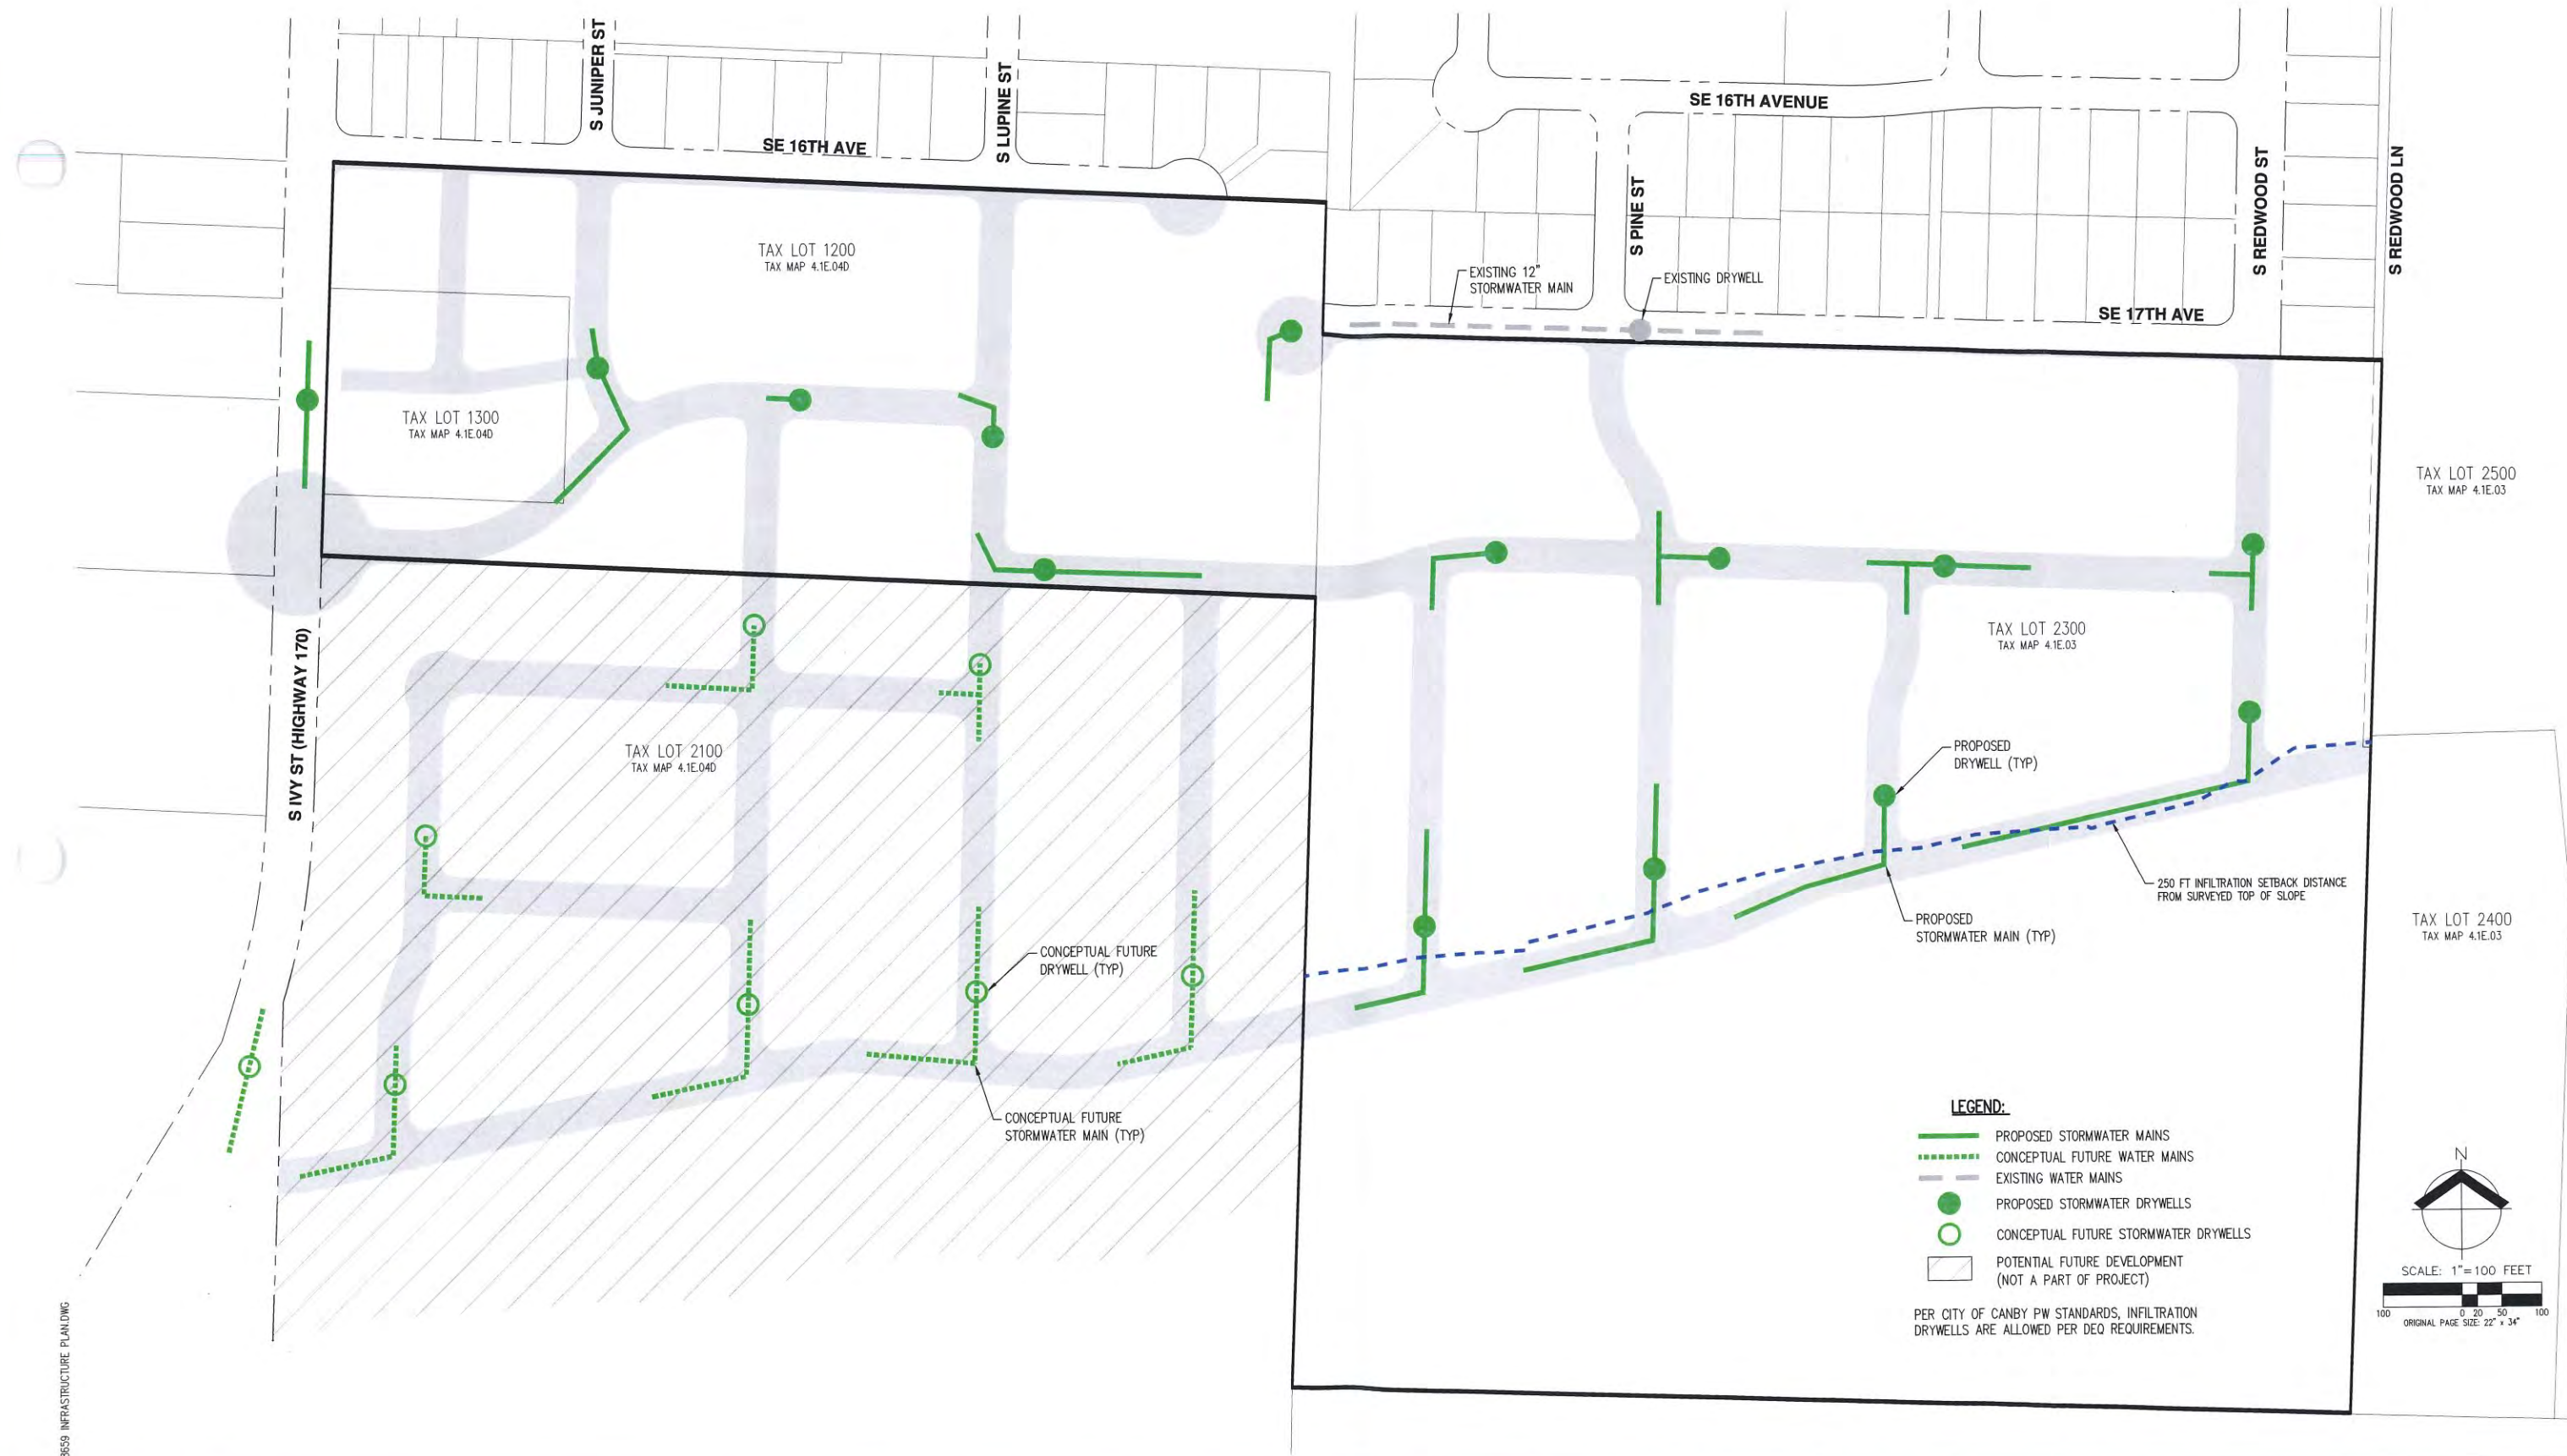 S JUNIPER ST
S LUPINE ST
SE 16TH AVE
SE 16TH AVENUE
S PINE ST
S REDWOOD ST
S REDWOOD LN
TAX LOT 1200
TAX MAP 4.1E.04D
EXISTING 12"
STORMWATER MAIN
EXISTING DRYWELL
SE 17TH AVE
TAX LOT 1300
TAX MAP 4.1E.04D
TAX LOT 2500
TAX MAP 4.1E.03
TAX LOT 2300
TAX MAP 4.1E.03
S IVY ST (HIGHWAY 170)
TAX LOT 2100
TAX MAP 4.1E.04D
PROPOSED
DRYWELL (TYP)
250 FT INFILTRATION SETBACK DISTANCE
FROM SURVEYED TOP OF SLOPE
PROPOSED
STORMWATER MAIN (TYP)
TAX LOT 2400
TAX MAP 4.1E.03
CONCEPTUAL FUTURE
DRYWELL (TYP)
CONCEPTUAL FUTURE
STORMWATER MAIN (TYP)
LEGEND:
PROPOSED STORMWATER MAINS
CONCEPTUAL FUTURE WATER MAINS
EXISTING WATER MAINS
PROPOSED STORMWATER DRYWELLS
CONCEPTUAL FUTURE STORMWATER DRYWELLS
POTENTIAL FUTURE DEVELOPMENT
(NOT A PART OF PROJECT)
PER CITY OF CANBY PW STANDARDS, INFILTRATION
DRYWELLS ARE ALLOWED PER DEQ REQUIREMENTS.
N
SCALE: 1"=100 FEET
100 0 20 50 100
ORIGINAL PAGE SIZE: 22" x 34"
3659 INFRASTRUCTURE PLAN.DWG